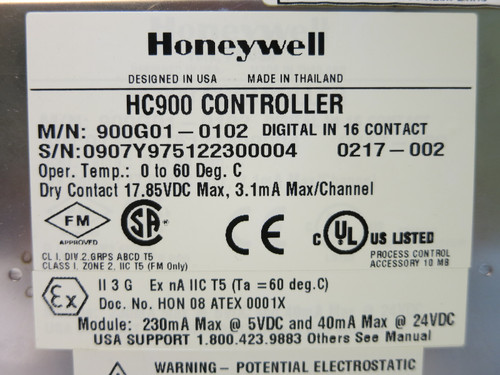 Honeywell
DESIGNED IN USA MADE IN THAILAND
HC900 CONTROLLER
M/N: 900G01-0102 DIGITAL IN 16 CONTACT
S/N:0907Y975122300004 0217-002
Oper. Temp.: 0 to 60 Deg. C
Dry Contact 17.85VDC Max, 3.1mA Max/Channel
FM
APPROVED
SA
CE
C UL US LISTED
PROCESS CONTROL
ACCESSORY 10 MB
CL I, DIV 2, GRPS ABCD T5
CLASS I, ZONE 2, IIC T5 (FM Only)
Ex II 3 G Ex nA IIC T5 (Ta =60 deg.C)
Doc. No. HON 08 ATEX 0001X
Module: 230mA Max @ 5VDC and 40mA Max @ 24VDC
USA SUPPORT 1.800.423.9883 Others See Manual
WARNING - POTENTIAL ELECTROSTATIC